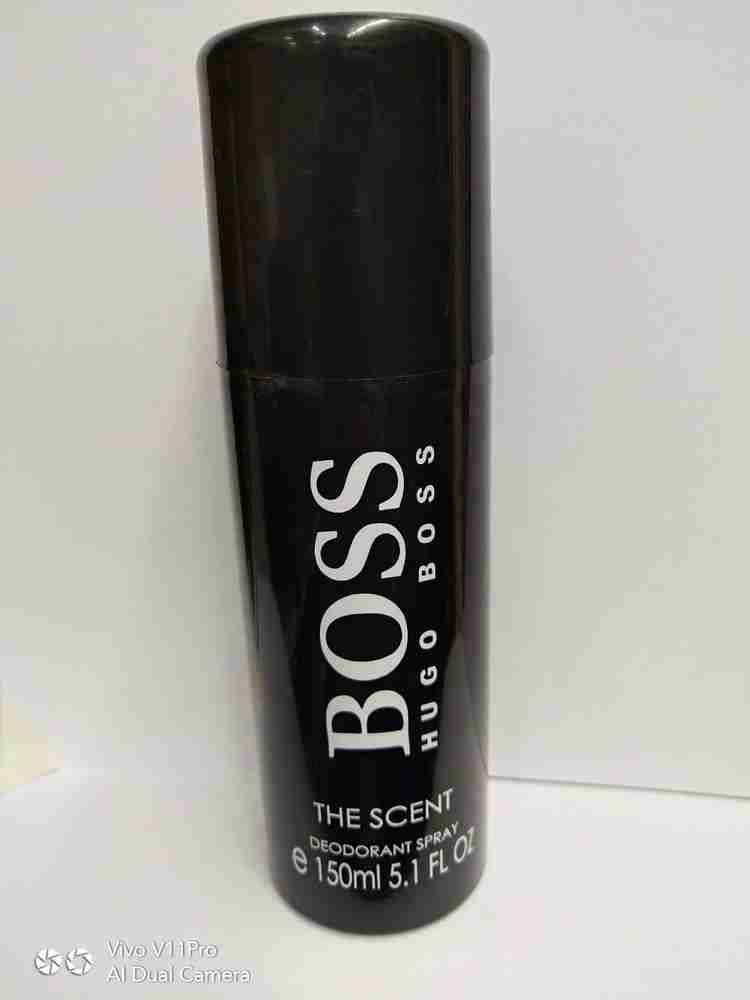 BOSS
HUGO BOSS
THE SCENT
DEODORANT SPRAY
e 150ml 5.1 FL OZ
Vivo V11Pro
AI Dual Camera